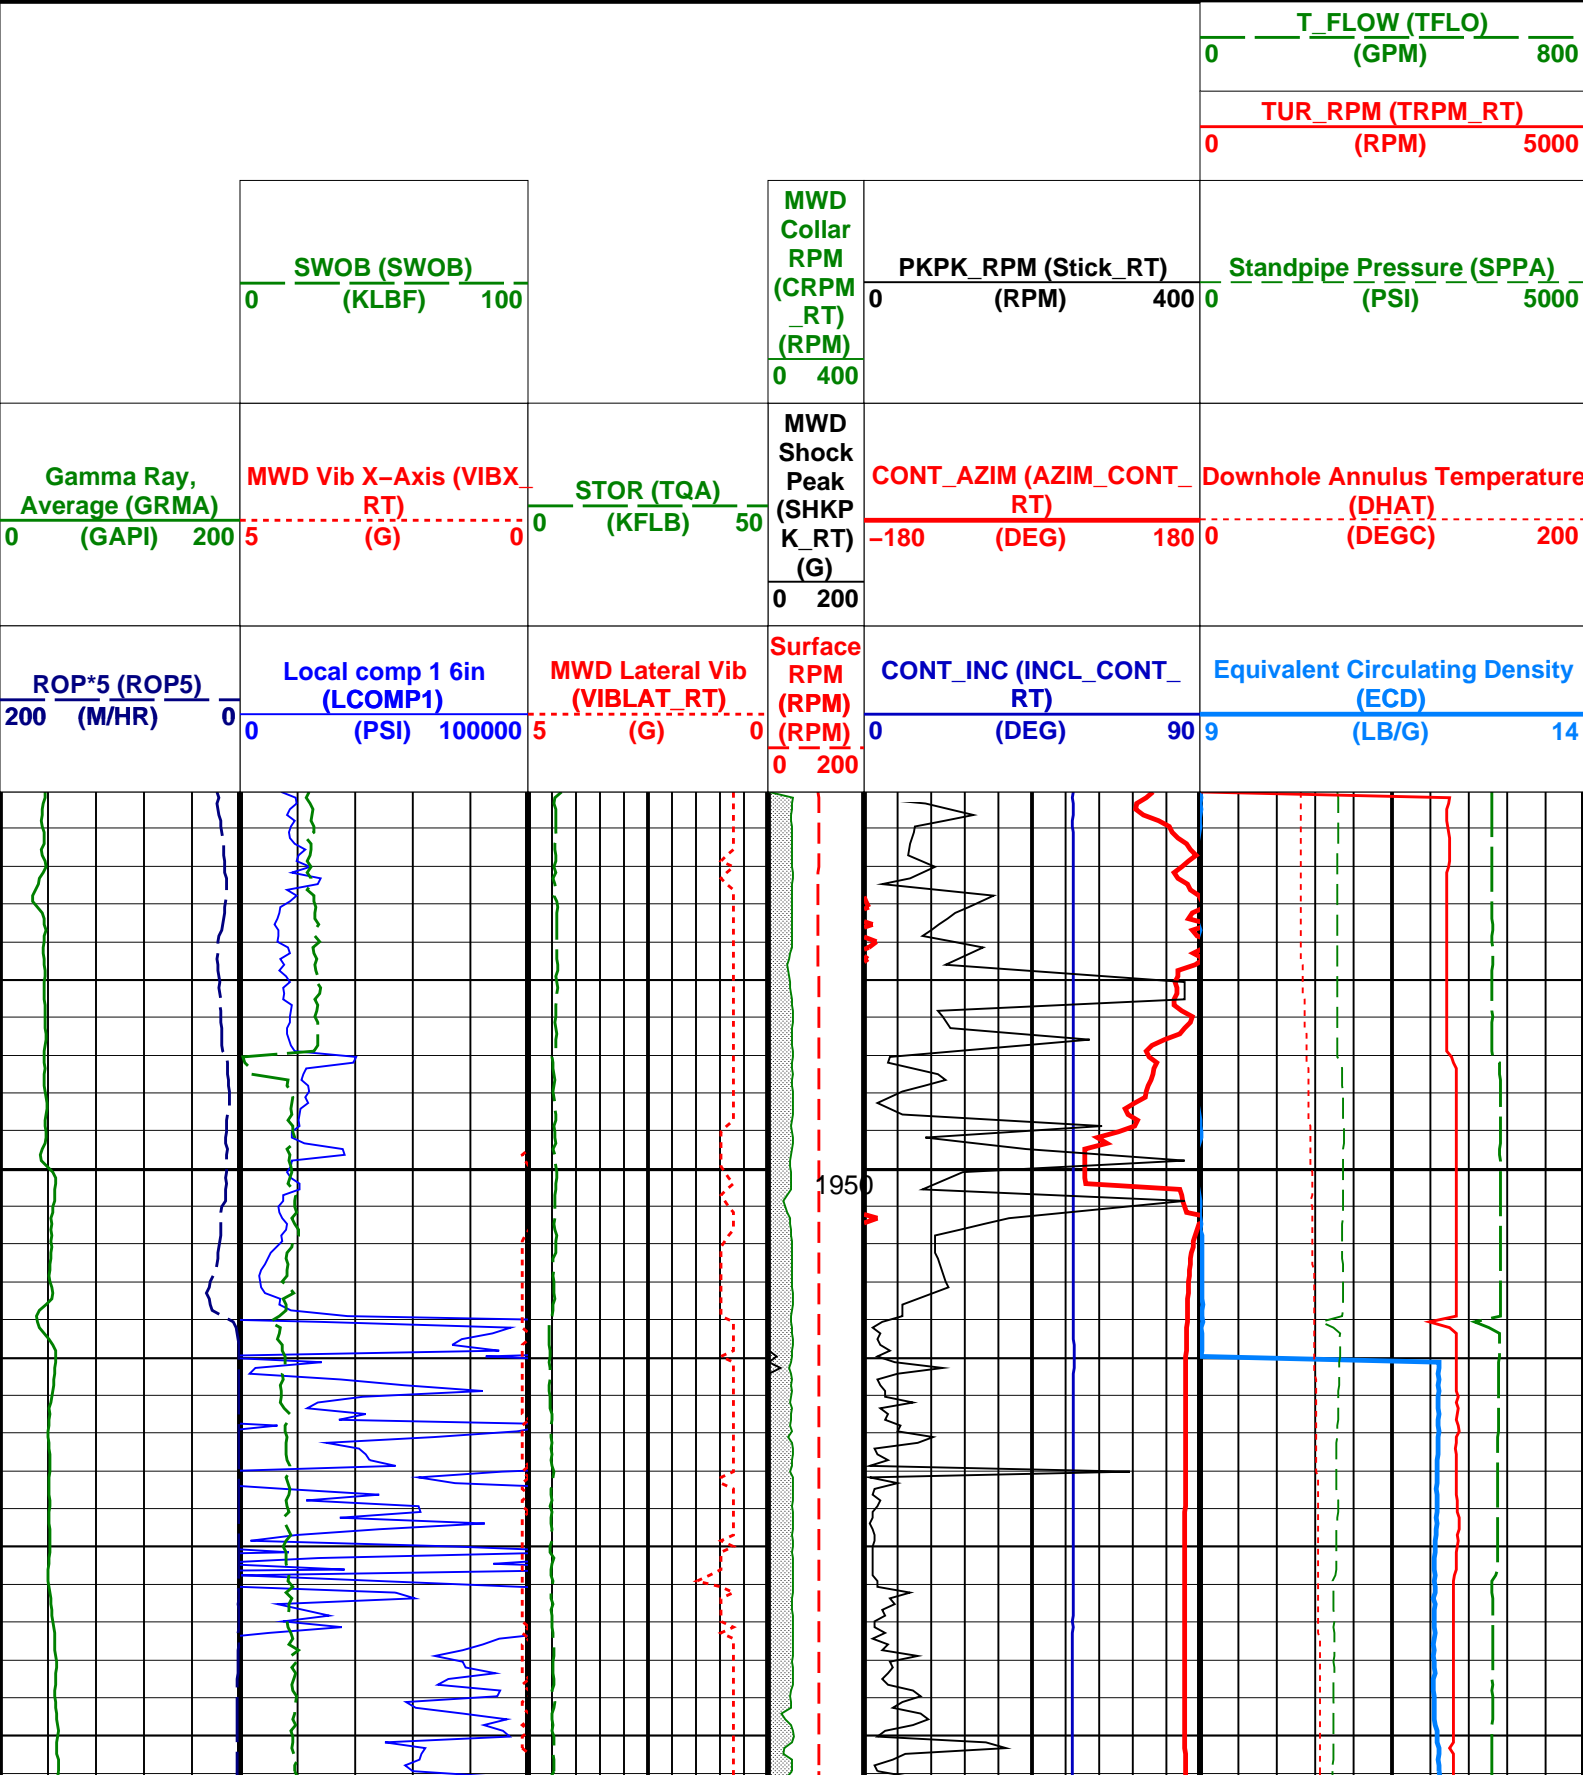 T_FLOW (TFLO)
0 (GPM) 800
TUR_RPM (TRPM_RT)
0 (RPM) 5000
SWOB (SWOB)
0 (KLBF) 100
MWD
Collar
RPM
(CRPM
_RT)
(RPM)
0 400
PKPK_RPM (Stick_RT)
0 (RPM) 400
Standpipe Pressure (SPPA)
0 (PSI) 5000
Gamma Ray,
Average (GRMA)
0 (GAPI) 200
MWD Vib X−Axis (VIBX_
RT)
5 (G) 0
STOR (TQA)
0 (KFLB) 50
MWD
Shock
Peak
(SHKP
K_RT)
(G)
0 200
CONT_AZIM (AZIM_CONT_
RT)
−180 (DEG) 180
Downhole Annulus Temperature
(DHAT)
0 (DEGC) 200
ROP*5 (ROP5)
200 (M/HR) 0
Local comp 1 6in
(LCOMP1)
0 (PSI) 100000
MWD Lateral Vib
(VIBLAT_RT)
5 (G) 0
Surface
RPM
(RPM)
(RPM)
0 200
CONT_INC (INCL_CONT_
RT)
0 (DEG) 90
Equivalent Circulating Density
(ECD)
9 (LB/G) 14
1950